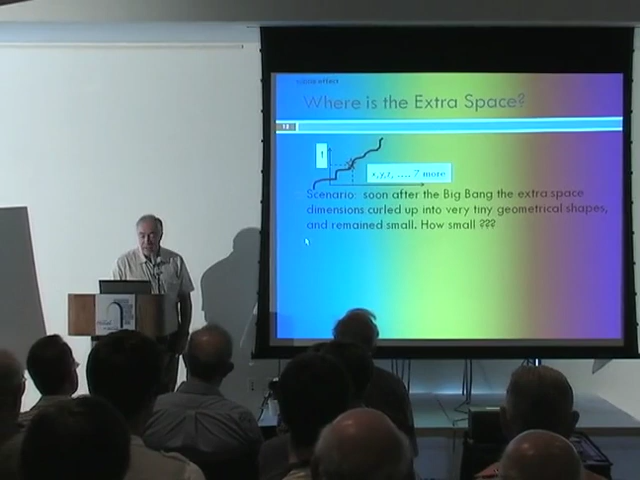 Where is the Extra Space?
12
t
x,y,z, .... 7 more
Scenario: soon after the Big Bang the extra space
dimensions curled up into very tiny geometrical shapes,
and remained small. How small ???